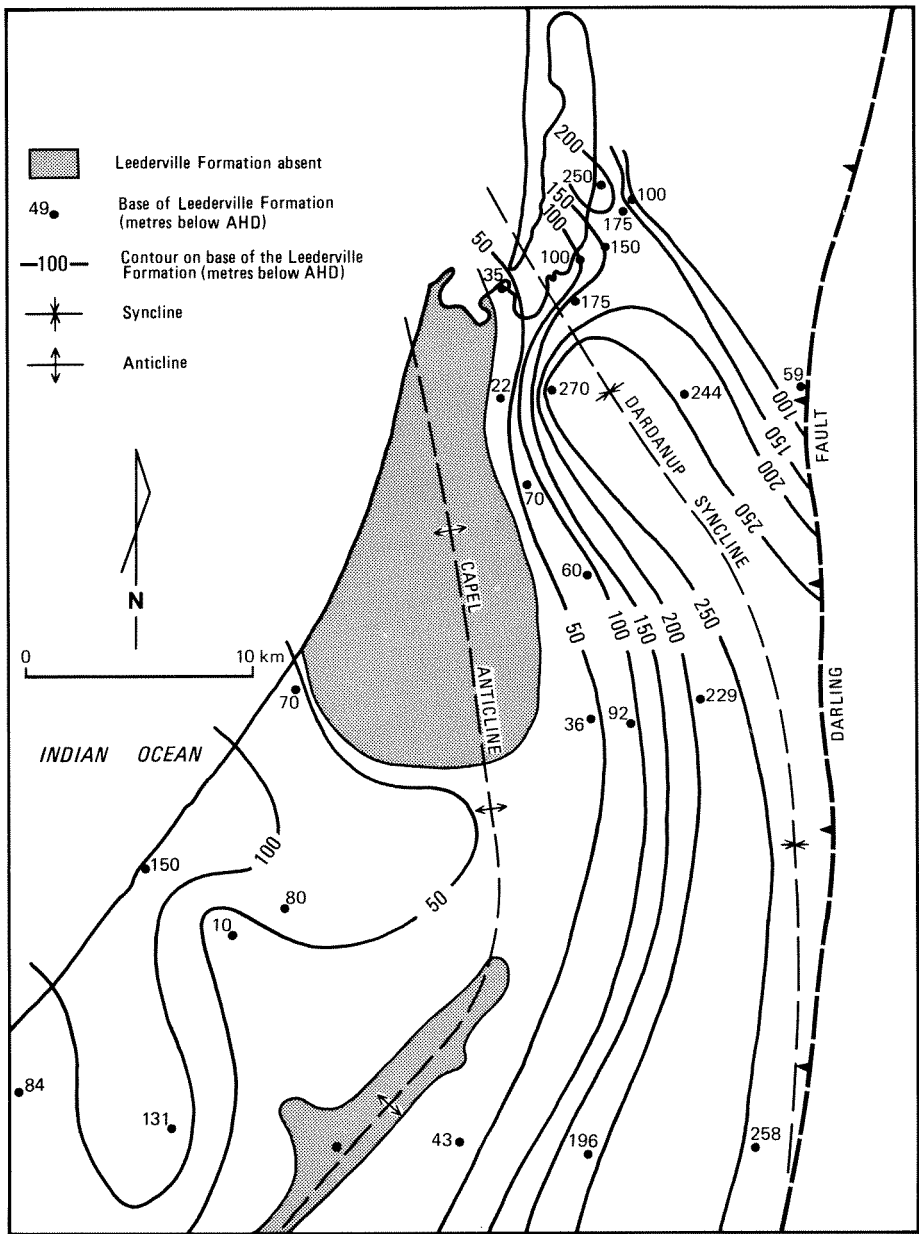 Leederville Formation absent
49
Base of Leederville Formation
(metres below AHD)
—100—
Contour on base of the Leederville
Formation (metres below AHD)
Syncline
Anticline
N
0
10 km
INDIAN OCEAN
200
250
100
175
150
150
100
100
50
35
175
22
270
244
59
100
150
200
250
DARDANUP
SYNCLINE
FAULT
DARLING
70
60
CAPEL
ANTICLINE
50
100
150
200
250
70
36
92
229
100
150
80
50
10
84
131
43
196
258